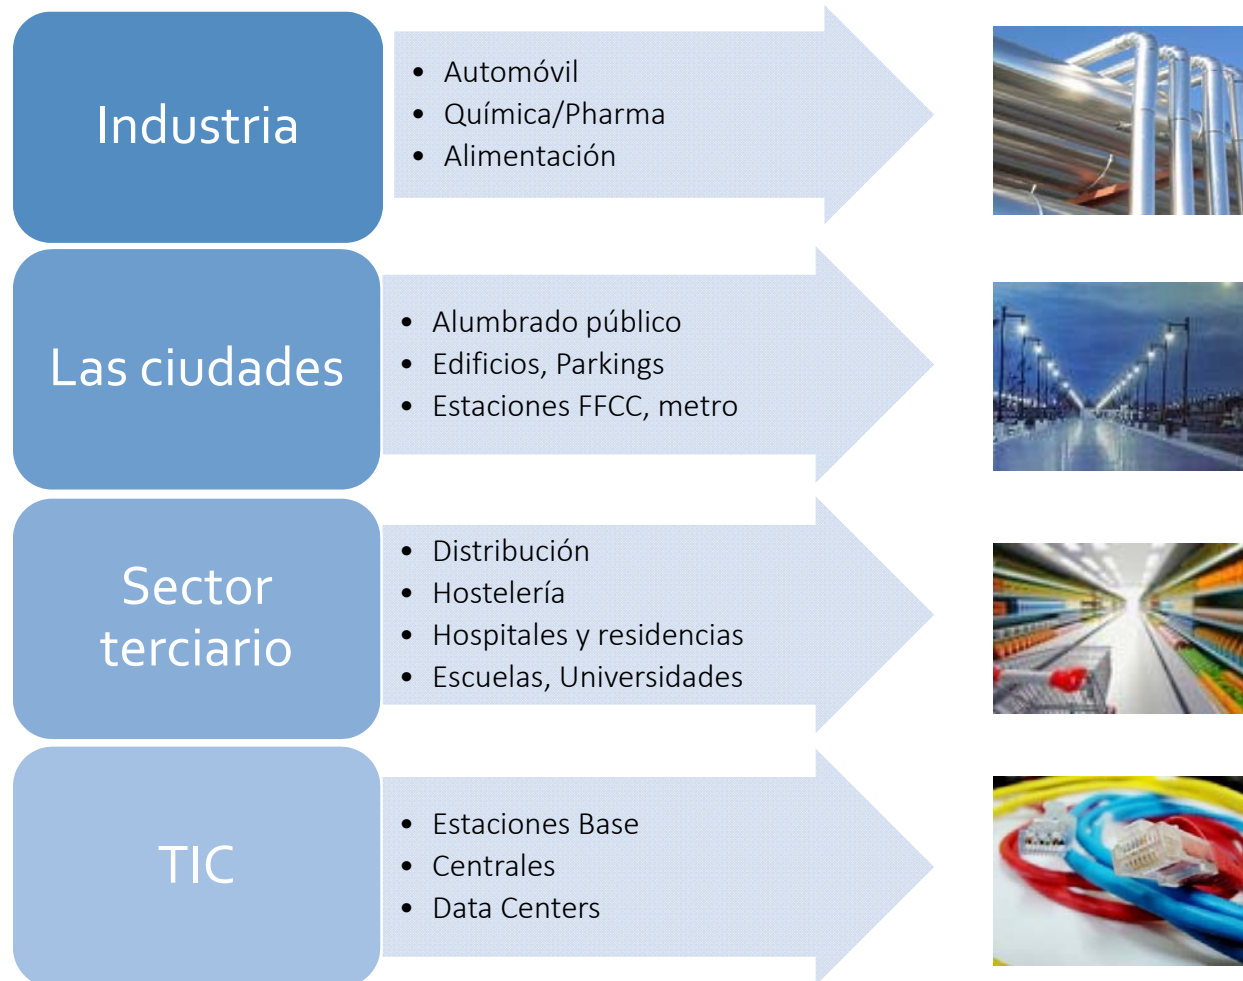 Industria
• Automóvil
• Química/Pharma
• Alimentación
Las ciudades
• Alumbrado público
• Edificios, Parkings
• Estaciones FFCC, metro
Sector
terciario
• Distribución
• Hostelería
• Hospitales y residencias
• Escuelas, Universidades
TIC
• Estaciones Base
• Centrales
• Data Centers